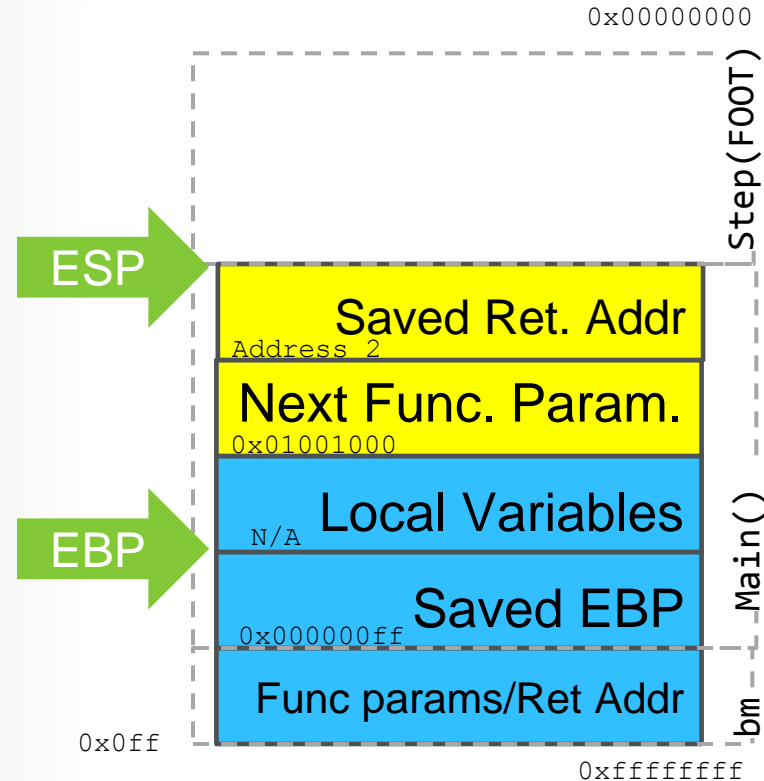 0x00000000
Step(FOOT)
ESP
Saved Ret. Addr
Address 2
Next Func. Param.
0x01001000
Local Variables
N/A
EBP
Main()
Saved EBP
0x000000ff
Func params/Ret Addr
bm
0x0ff
0xffffffff